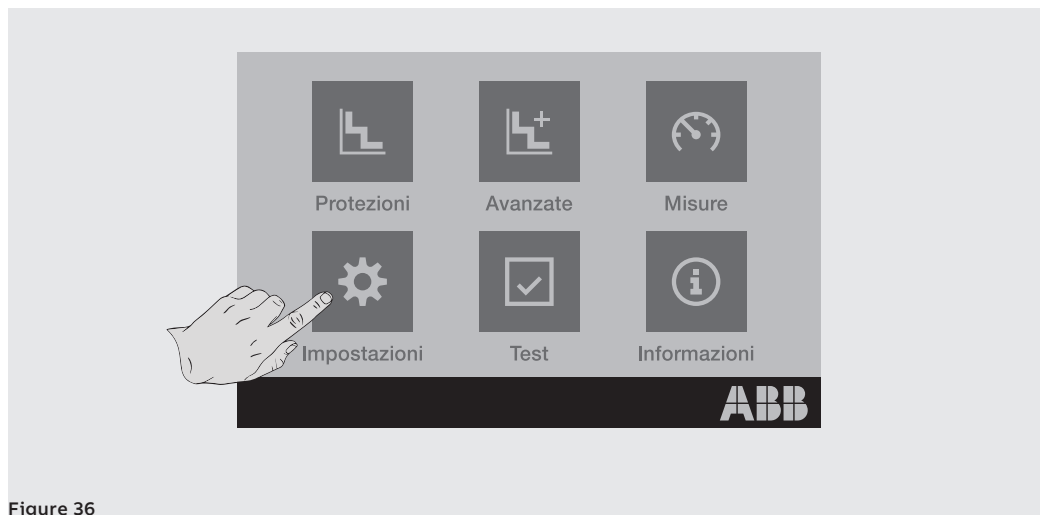 Protezioni Avanzate Misure
Impostazioni Test Informazioni
ABB
Figure 36